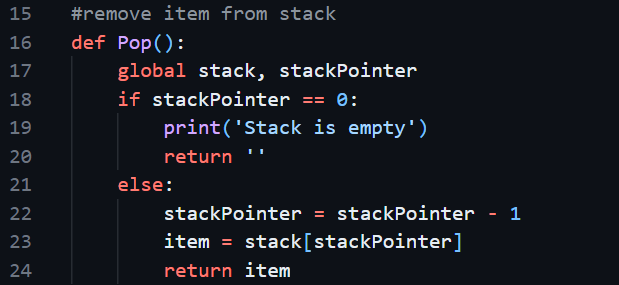 15 #remove item from stack
16 def Pop():
17     global stack, stackPointer
18     if stackPointer == 0:
19         print('Stack is empty')
20         return ''
21     else:
22         stackPointer = stackPointer - 1
23         item = stack[stackPointer]
24         return item